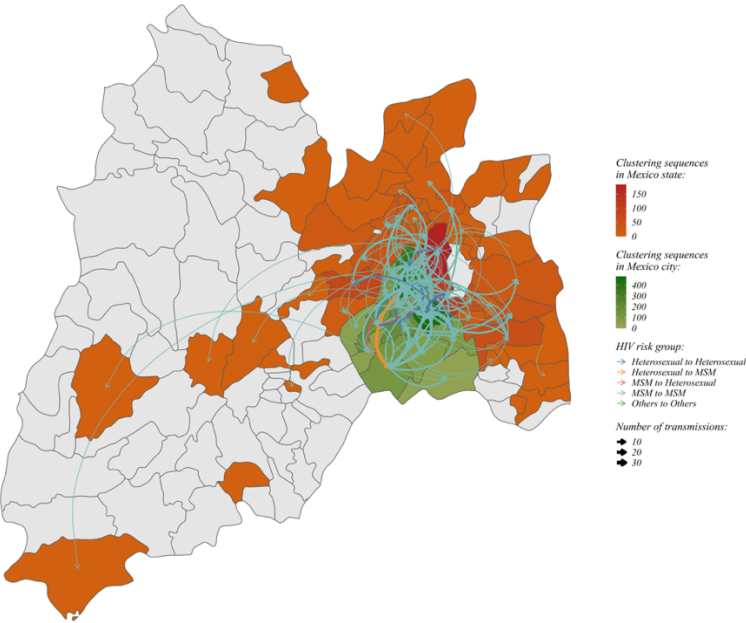 Clustering sequences
in Mexico state:
150
100
50
0
Clustering sequences
in Mexico city:
400
300
200
100
0
HIV risk group:
Heterosexual to Heterosexual
Heterosexual to MSM
MSM to Heterosexual
MSM to MSM
Others to Others
Number of transmissions:
10
20
30